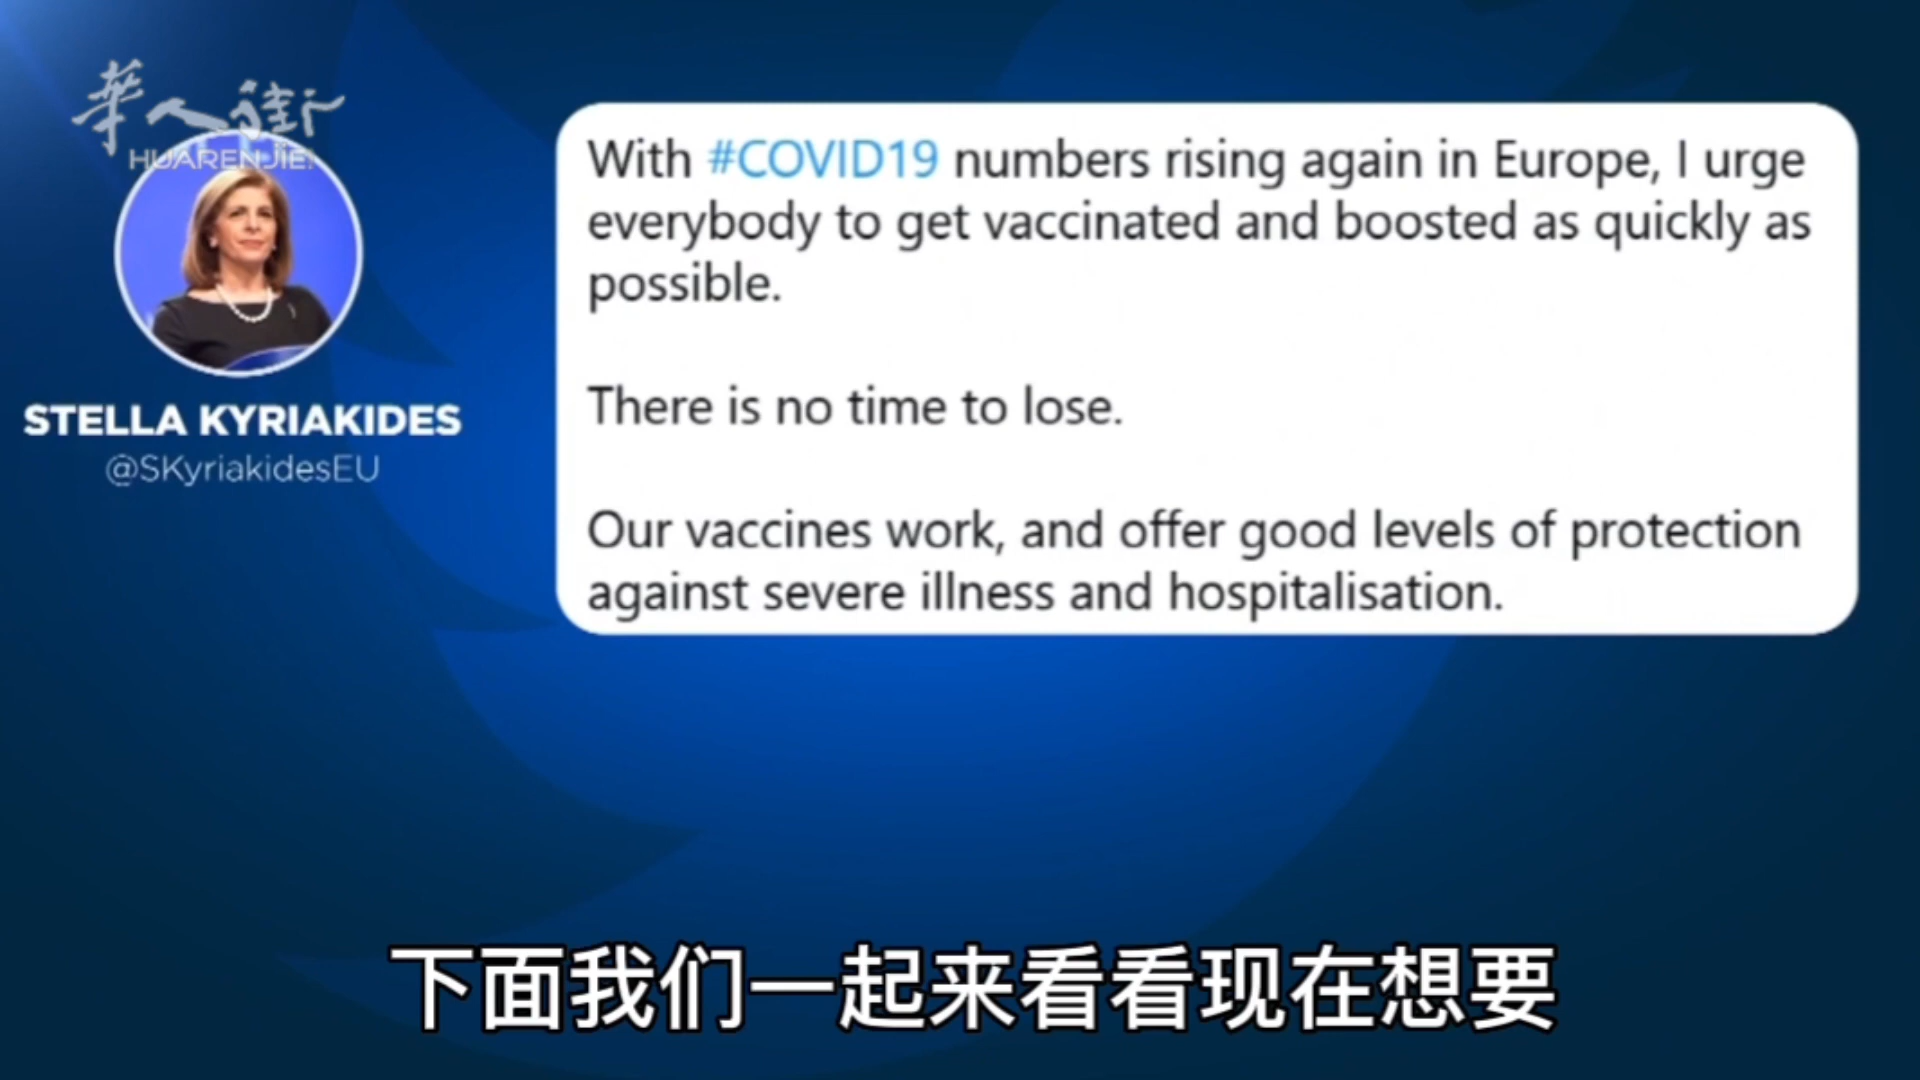 華人街
HUARENJIE
STELLA KYRIAKIDES
@SKyriakidesEU
With #COVID19 numbers rising again in Europe, I urge
everybody to get vaccinated and boosted as quickly as
possible.
There is no time to lose.
Our vaccines work, and offer good levels of protection
against severe illness and hospitalisation.
下面我们一起来看看现在想要